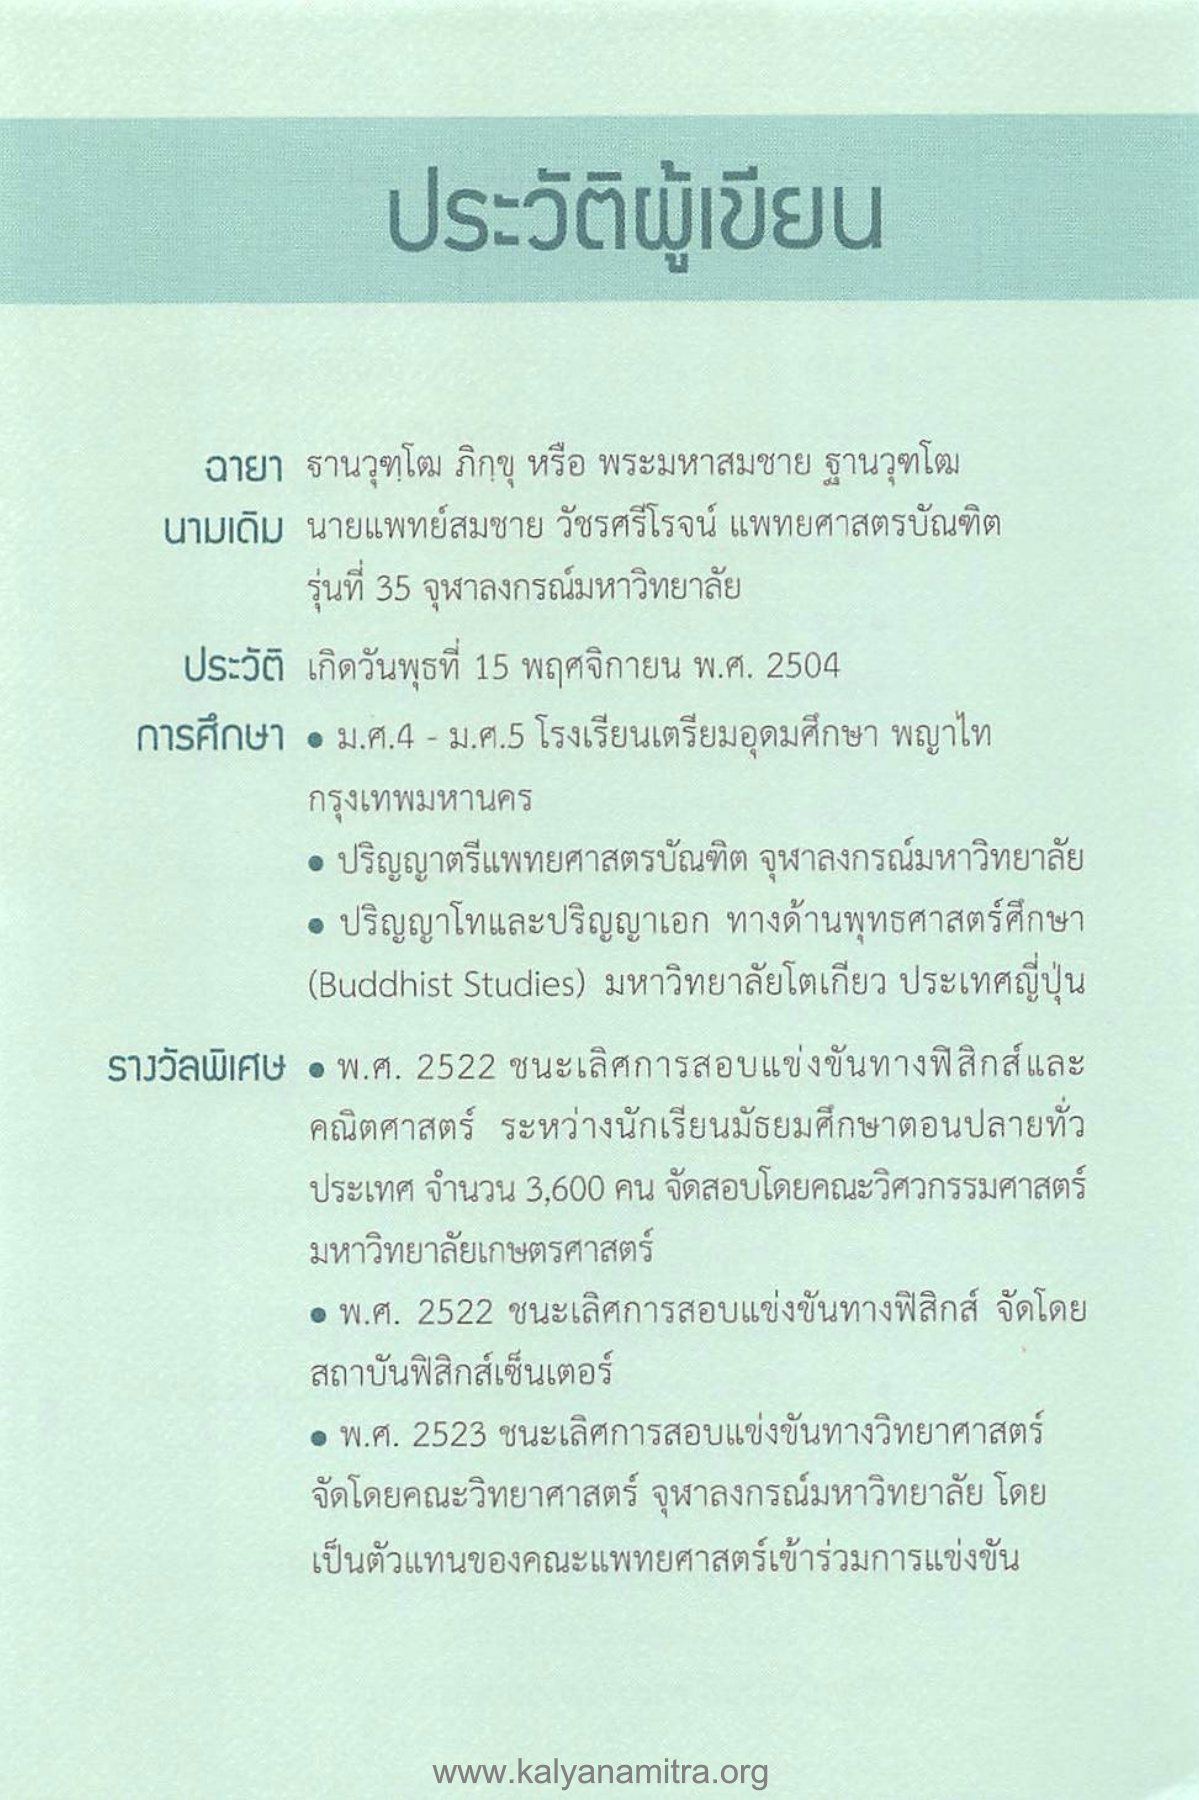 ประวัติผู้เขียน
ฉายา ฐานวุฑฺโฒ ภิกฺขุ หรือ พระมหาสมชาย ฐานวุฑโฒ
นามเดิม นายแพทย์สมชาย วัชรศรีโรจน์ แพทยศาสตรบัณฑิต
รุ่นที่ 35 จุฬาลงกรณ์มหาวิทยาลัย
ประวัติ เกิดวันพุธที่ 15 พฤศจิกายน พ.ศ. 2504
การศึกษา ● ม.ศ.4 - ม.ศ.5 โรงเรียนเตรียมอุดมศึกษา พญาไท
กรุงเทพมหานคร
● ปริญญาตรีแพทยศาสตรบัณฑิต จุฬาลงกรณ์มหาวิทยาลัย
● ปริญญาโทและปริญญาเอก ทางด้านพุทธศาสตร์ศึกษา
(Buddhist Studies) มหาวิทยาลัยโตเกียว ประเทศญี่ปุ่น
รางวัลพิเศษ ● พ.ศ. 2522 ชนะเลิศการสอบแข่งขันทางฟิสิกส์และ
คณิตศาสตร์ ระหว่างนักเรียนมัธยมศึกษาตอนปลายทั่ว
ประเทศ จำนวน 3,600 คน จัดสอบโดยคณะวิศวกรรมศาสตร์
มหาวิทยาลัยเกษตรศาสตร์
● พ.ศ. 2522 ชนะเลิศการสอบแข่งขันทางฟิสิกส์ จัดโดย
สถาบันฟิสิกส์เซ็นเตอร์
● พ.ศ. 2523 ชนะเลิศการสอบแข่งขันทางวิทยาศาสตร์
จัดโดยคณะวิทยาศาสตร์ จุฬาลงกรณ์มหาวิทยาลัย โดย
เป็นตัวแทนของคณะแพทยศาสตร์เข้าร่วมการแข่งขัน
www.kalyanamitra.org